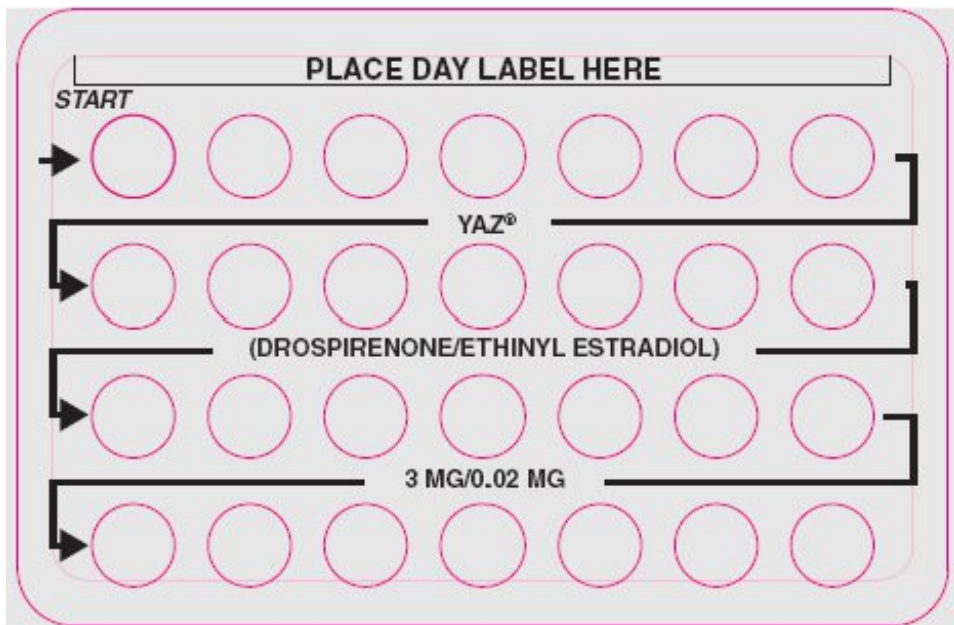 PLACE DAY LABEL HERE
START
YAZ®
(DROSPIRENONE/ETHINYL ESTRADIOL)
3 MG/0.02 MG